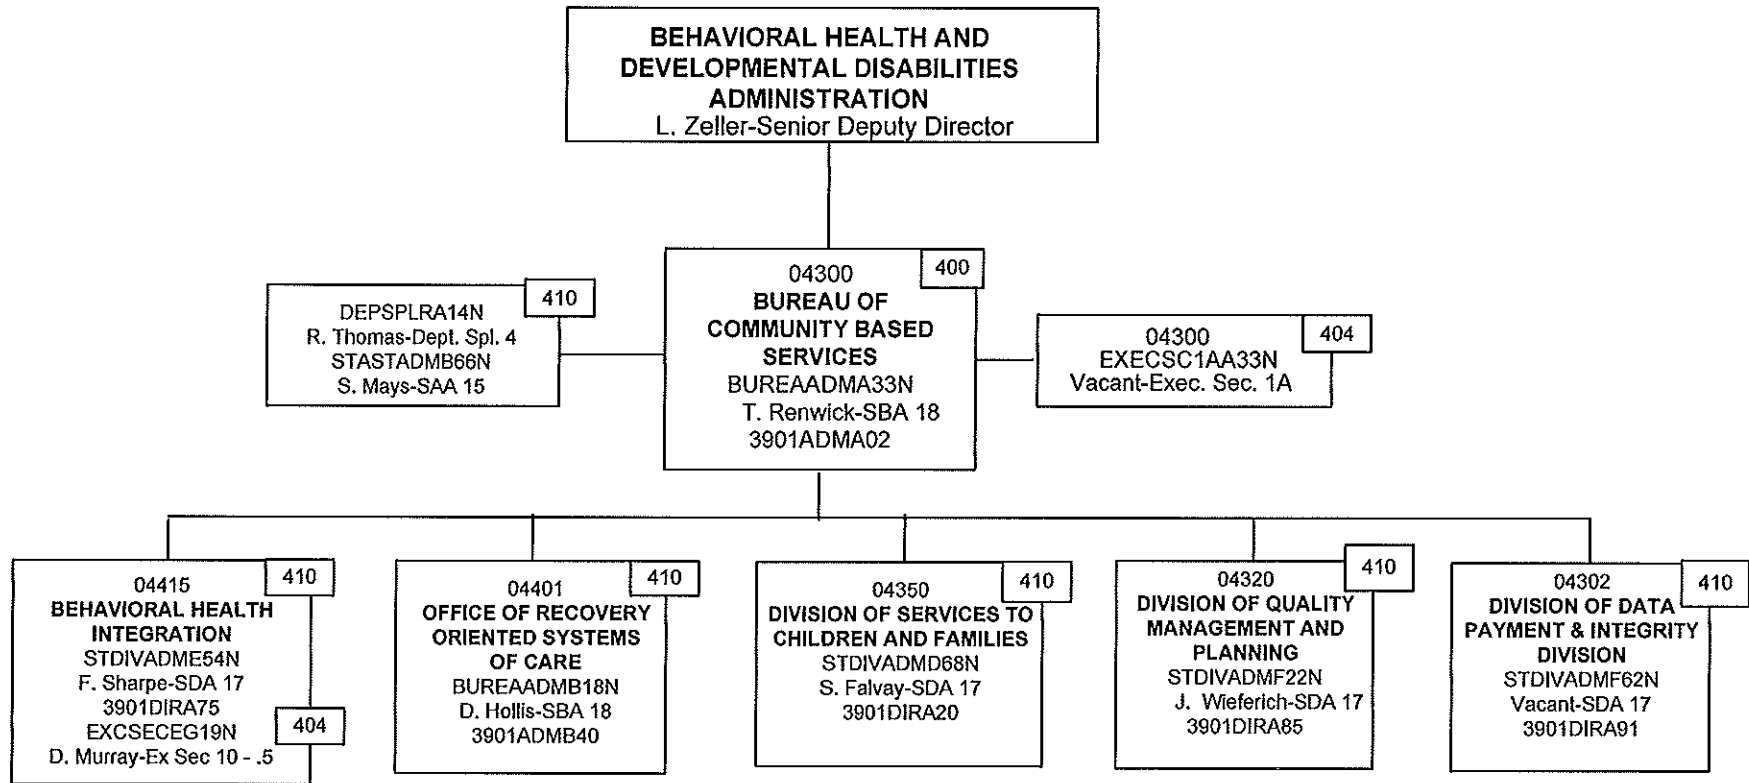 BEHAVIORAL HEALTH AND
DEVELOPMENTAL DISABILITIES
ADMINISTRATION
L. Zeller-Senior Deputy Director
410
DEPSPLRA14N
R. Thomas-Dept. Spl. 4
STASTADMB66N
S. Mays-SAA 15
400
04300
BUREAU OF
COMMUNITY BASED
SERVICES
BUREAADMA33N
T. Renwick-SBA 18
3901ADMA02
404
04300
EXECSC1AA33N
Vacant-Exec. Sec. 1A
410
04415
BEHAVIORAL HEALTH
INTEGRATION
STDIVADME54N
F. Sharpe-SDA 17
3901DIRA75
EXCSECEG19N
404
D. Murray-Ex Sec 10 - .5
410
04401
OFFICE OF RECOVERY
ORIENTED SYSTEMS
OF CARE
BUREAADMB18N
D. Hollis-SBA 18
3901ADMB40
410
04350
DIVISION OF SERVICES TO
CHILDREN AND FAMILIES
STDIVADMD68N
S. Falvay-SDA 17
3901DIRA20
410
04320
DIVISION OF QUALITY
MANAGEMENT AND
PLANNING
STDIVADMF22N
J. Wieferich-SDA 17
3901DIRA85
410
04302
DIVISION OF DATA
PAYMENT & INTEGRITY
DIVISION
STDIVADMF62N
Vacant-SDA 17
3901DIRA91